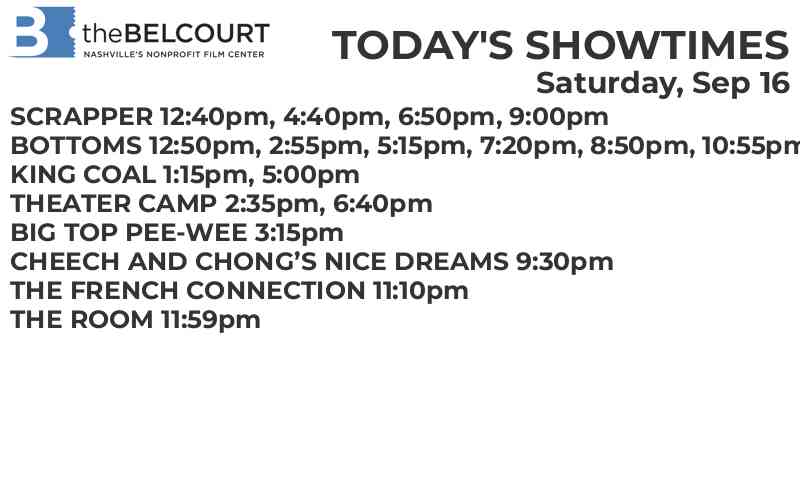 B theBELCOURT
NASHVILLE'S NONPROFIT FILM CENTER
TODAY'S SHOWTIMES
Saturday, Sep 16
SCRAPPER 12:40pm, 4:40pm, 6:50pm, 9:00pm
BOTTOMS 12:50pm, 2:55pm, 5:15pm, 7:20pm, 8:50pm, 10:55pm
KING COAL 1:15pm, 5:00pm
THEATER CAMP 2:35pm, 6:40pm
BIG TOP PEE-WEE 3:15pm
CHEECH AND CHONG’S NICE DREAMS 9:30pm
THE FRENCH CONNECTION 11:10pm
THE ROOM 11:59pm